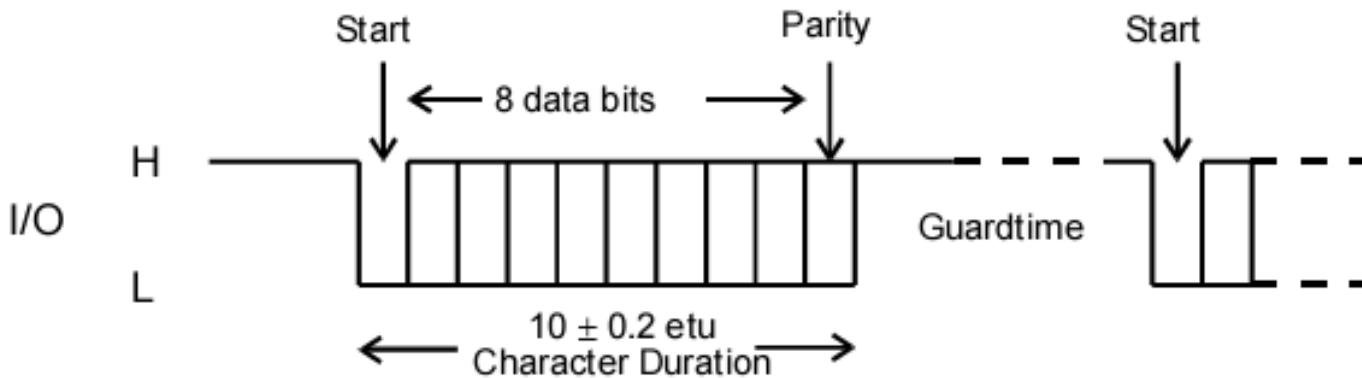 Start
Parity
Start
8 data bits
H
I/O
Guardtime
L
10 ± 0.2 etu
Character Duration